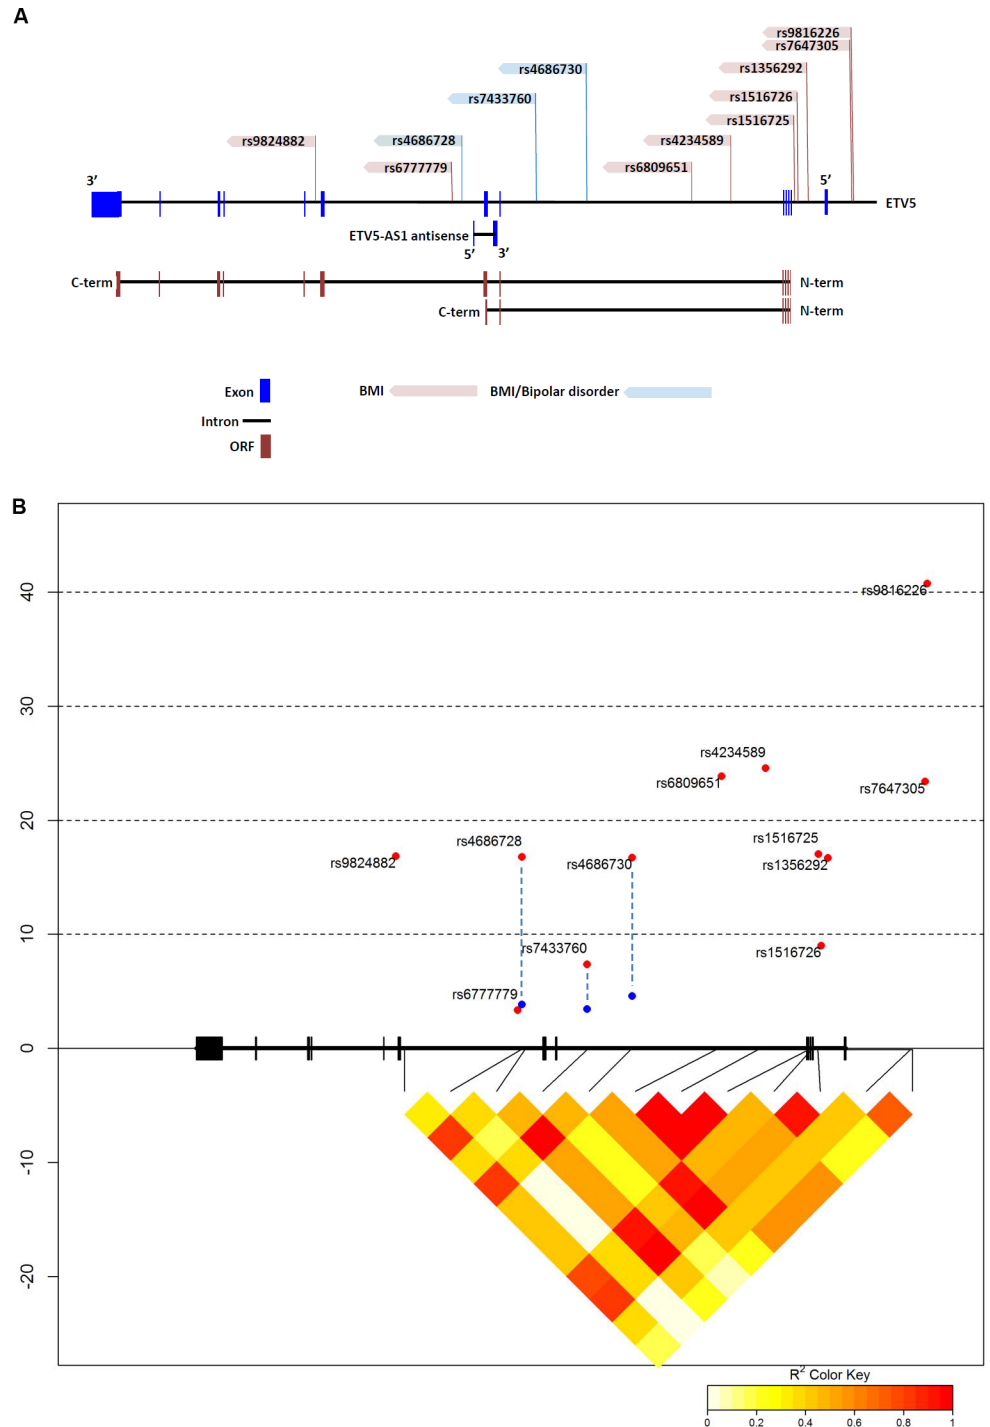 A
rs9816226
rs7647305
rs4686730
rs1356292
rs7433760
rs1516726
rs1516725
rs9824882
rs4686728
rs4234589
rs6777779
rs6809651
3’
5’
ETV5
ETV5-AS1 antisense
5’
3’
C-term
N-term
C-term
N-term
Exon
BMI
BMI/Bipolar disorder
Intron
ORF
B
40
rs9816226
30
rs4234589
rs6809651
rs7647305
20
rs4686728
rs1516725
rs9824882
rs4686730
rs1356292
10
rs7433760
rs1516726
rs6777779
0
-10
-20
R2 Color Key
0 0.2 0.4 0.6 0.8 1